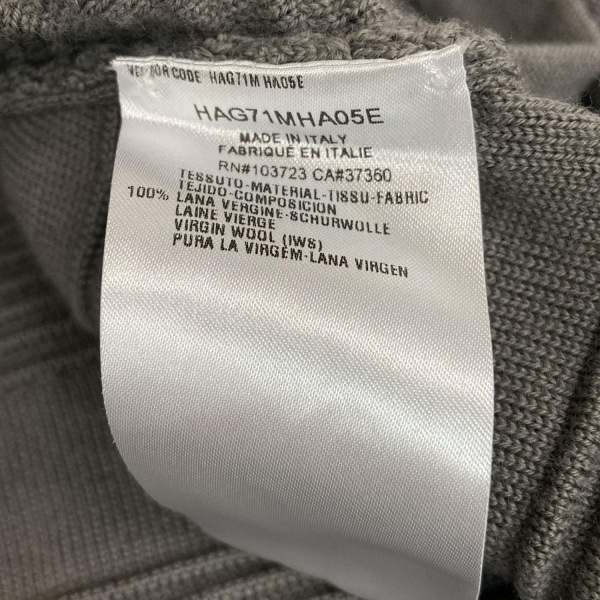 VENDOR CODE HAG71M HA05E
HAG71MHA05E
MADE IN ITALY
FABRIQUÉ EN ITALIE
RN#103723 CA#37360
TESSUTO-MATERIAL-TISSU-FABRIC
TEJIDO-COMPOSICION
100% LANA VERGINE-SCHURWOLLE
LAINE VIERGE
VIRGIN WOOL (IWS)
PURA LA VIRGEM-LANA VIRGEN